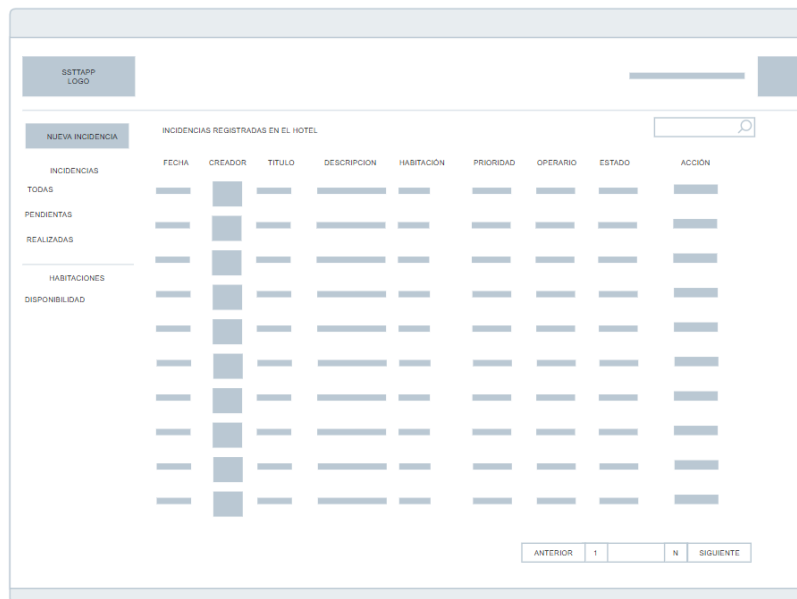 SSTTAPP
LOGO
NUEVA INCIDENCIA
INCIDENCIAS REGISTRADAS EN EL HOTEL
FECHA CREADOR TITULO DESCRIPCION HABITACIÓN PRIORIDAD OPERARIO ESTADO ACCIÓN
INCIDENCIAS
TODAS
PENDIENTAS
REALIZADAS
HABITACIONES
DISPONIBILIDAD
ANTERIOR 1 N SIGUIENTE